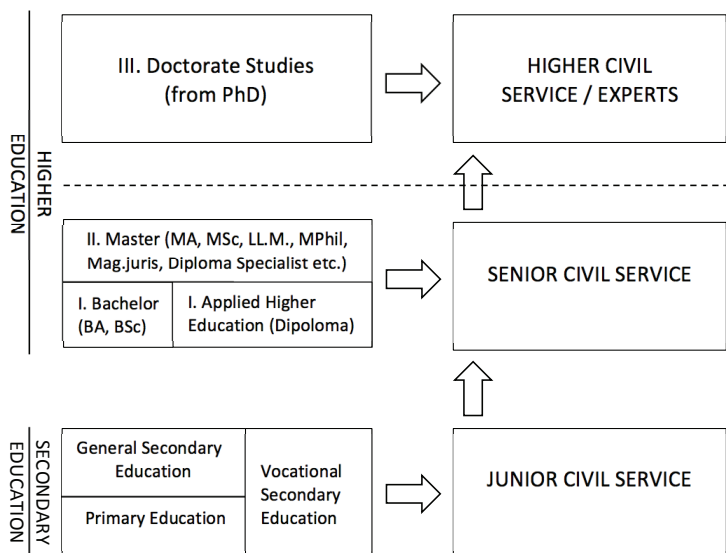 III. Doctorate Studies
(from PhD)
HIGHER CIVIL
SERVICE / EXPERTS
HIGHER
EDUCATION
II. Master (MA, MSc, LL.M., MPhil,
Mag.juris, Diploma Specialist etc.)
I. Bachelor
(BA, BSc)
I. Applied Higher
Education (Dipoloma)
SENIOR CIVIL SERVICE
SECONDARY
EDUCATION
General Secondary
Education
Primary Education
Vocational
Secondary
Education
JUNIOR CIVIL SERVICE